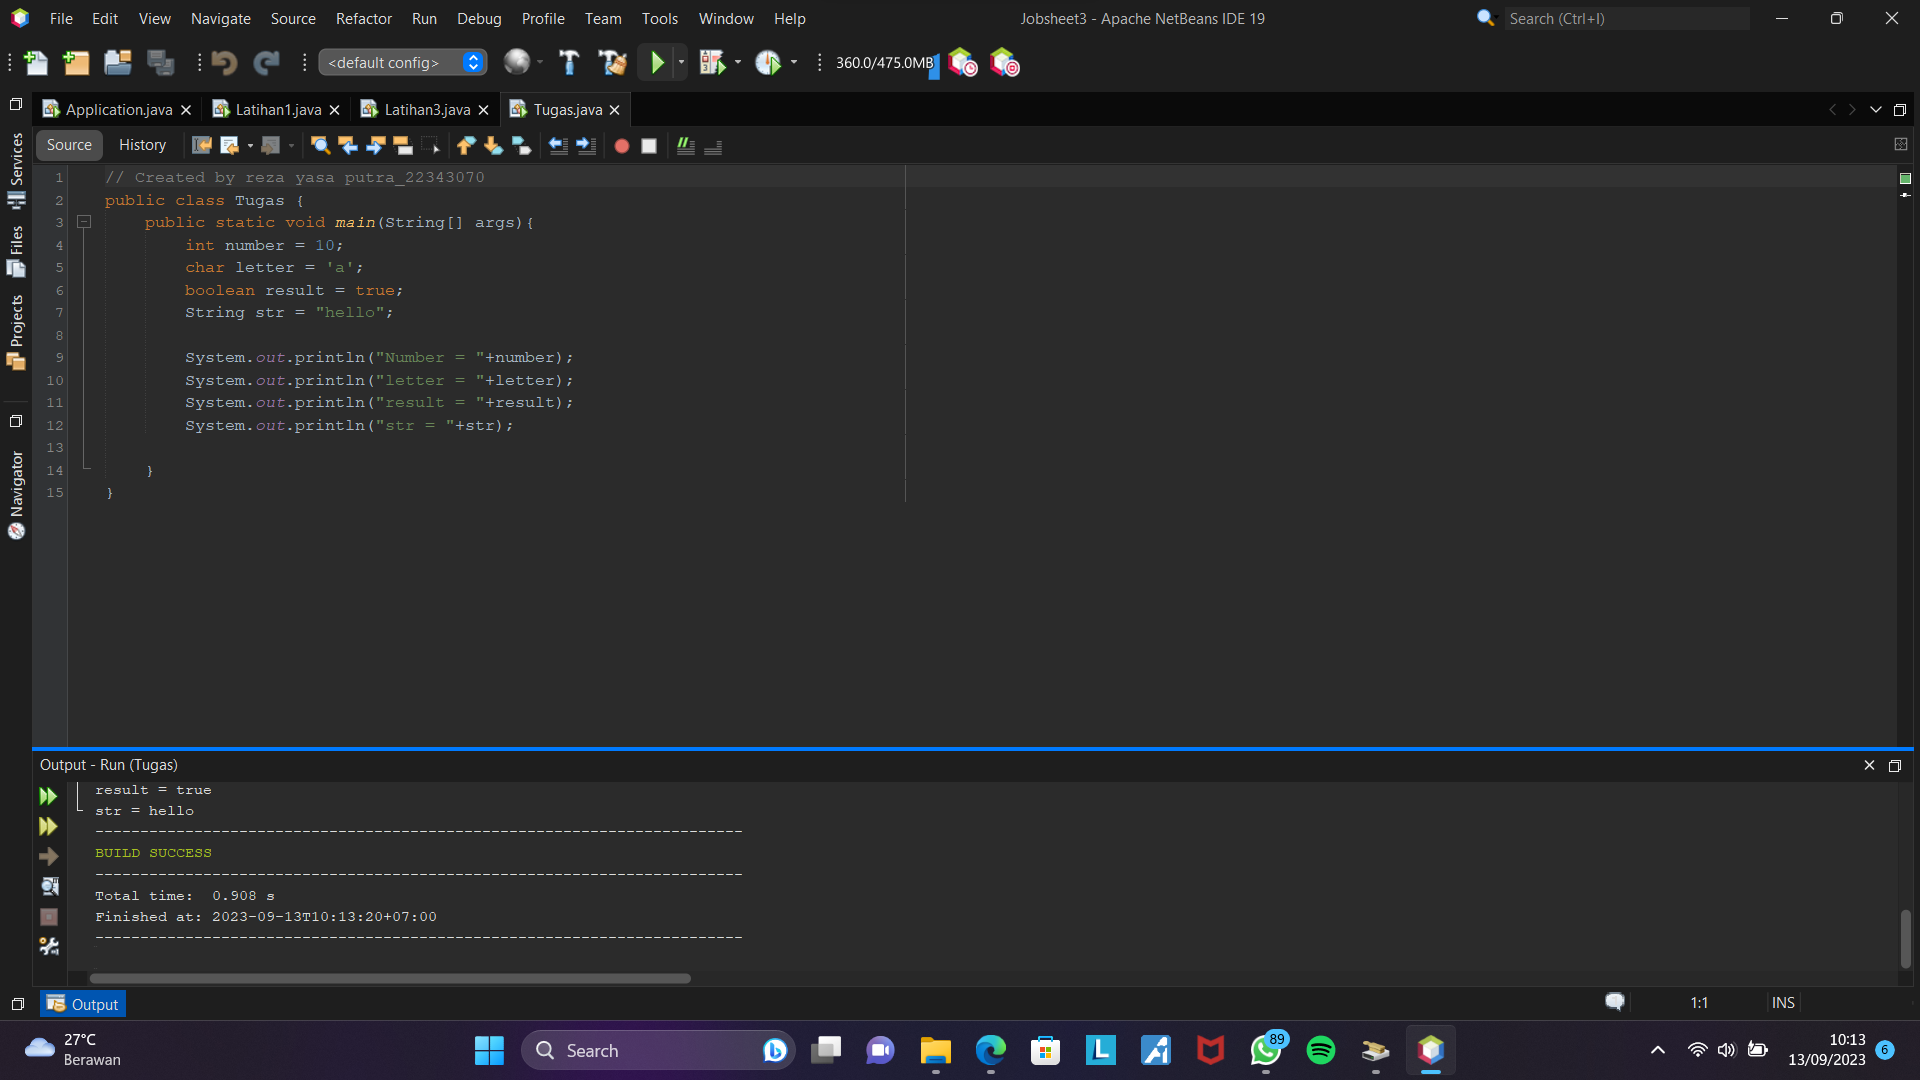 File Edit View Navigate Source Refactor Run Debug Profile Team Tools Window Help
Jobsheet3 - Apache NetBeans IDE 19
Search (Ctrl+I)
<default config>
360.0/475.0MB
Application.java
Latihan1.java
Latihan3.java
Tugas.java
Source
History
Services
Files
Projects
Navigator
1 // Created by reza yasa putra_22343070
2 public class Tugas {
3 public static void main(String[] args){
4 int number = 10;
5 char letter = 'a';
6 boolean result = true;
7 String str = "hello";
8
9 System.out.println("Number = "+number);
10 System.out.println("letter = "+letter);
11 System.out.println("result = "+result);
12 System.out.println("str = "+str);
13
14 }
15 }
Output - Run (Tugas)
result = true
str = hello
------------------------------------------------------------------------
BUILD SUCCESS
------------------------------------------------------------------------
Total time:  0.908 s
Finished at: 2023-09-13T10:13:20+07:00
------------------------------------------------------------------------
Output
1:1
INS
27°C
Berawan
Search
89
10:13
13/09/2023
6